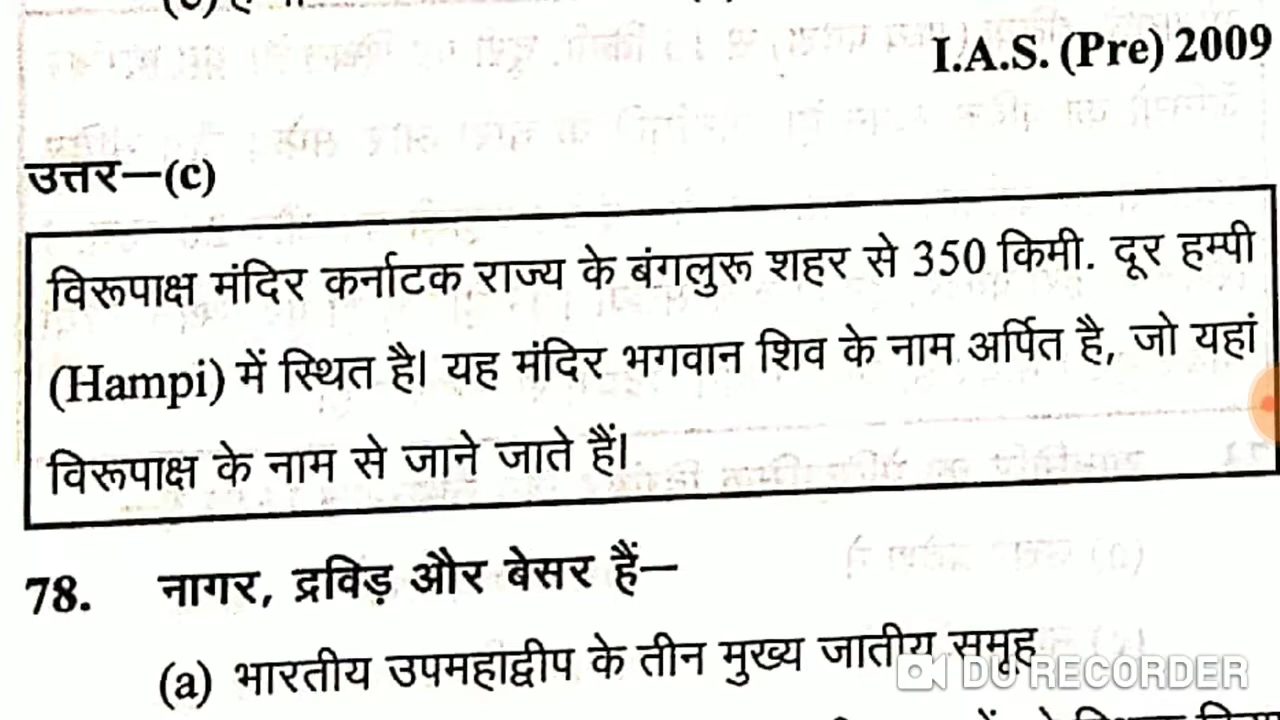 I.A.S. (Pre) 2009
उत्तर—(c)
विरूपाक्ष मंदिर कर्नाटक राज्य के बंगलुरू शहर से 350 किमी. दूर हम्पी
(Hampi) में स्थित है। यह मंदिर भगवान शिव के नाम अर्पित है, जो यहां
विरूपाक्ष के नाम से जाने जाते हैं।
78. नागर, द्रविड़ और बेसर हैं—
(a) भारतीय उपमहाद्वीप के तीन मुख्य जातीय समूह
DU RECORDER